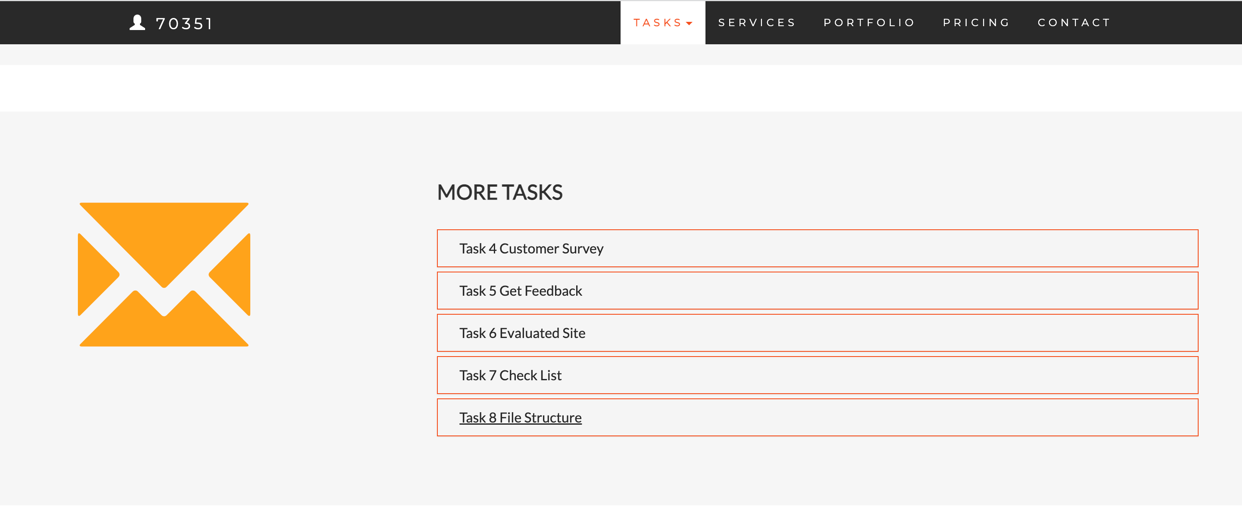 70351
TASKS SERVICES PORTFOLIO PRICING CONTACT
MORE TASKS
Task 4 Customer Survey
Task 5 Get Feedback
Task 6 Evaluated Site
Task 7 Check List
Task 8 File Structure